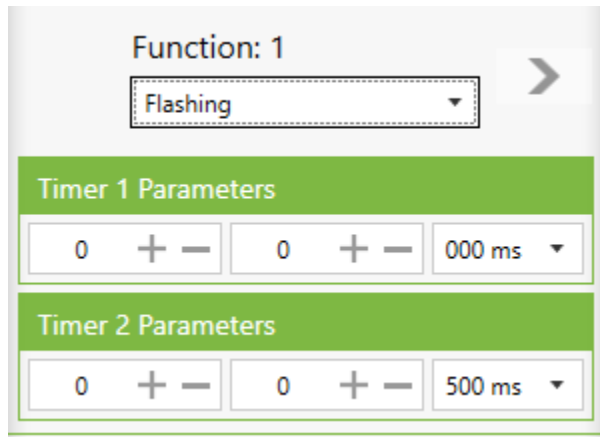 Function: 1
Flashing
Timer 1 Parameters
0 0 000 ms
Timer 2 Parameters
0 0 500 ms